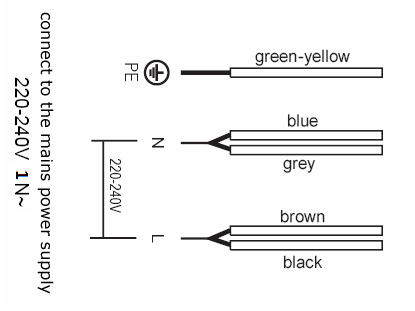 connect to the mains power supply
220-240V 1N~
PE
green-yellow
N
blue
grey
220-240V
L
brown
black